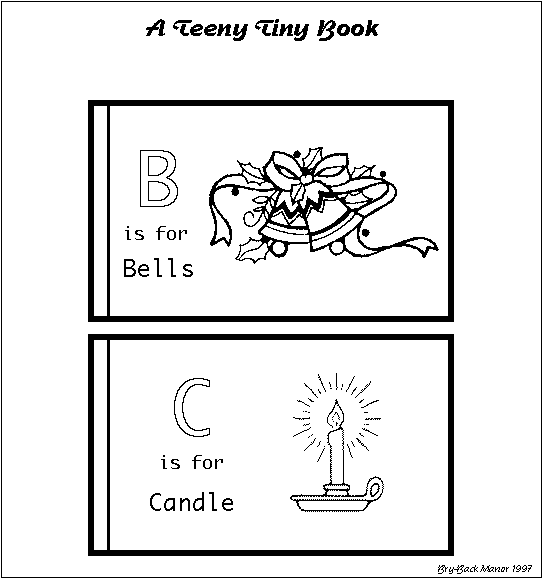 A Teeny Tiny Book
B
is for
Bells
C
is for
Candle
Bry-Back Manor 1997